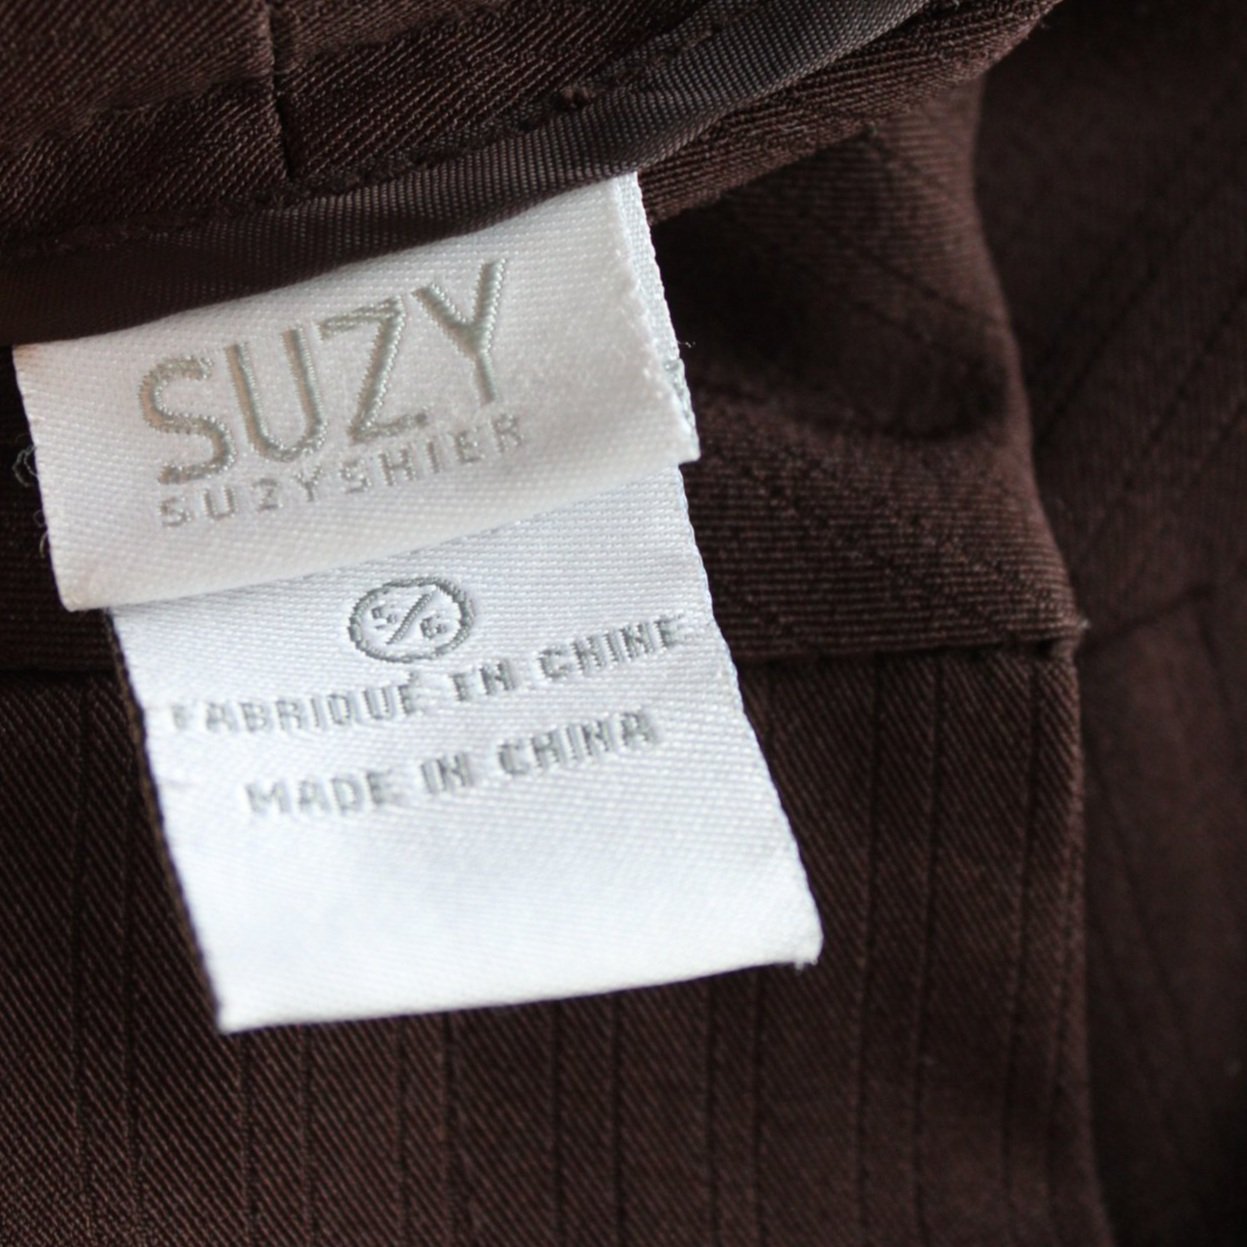 SUZY
SUZYSHIER
5/6
FABRIQUÉ EN CHINE
MADE IN CHINA